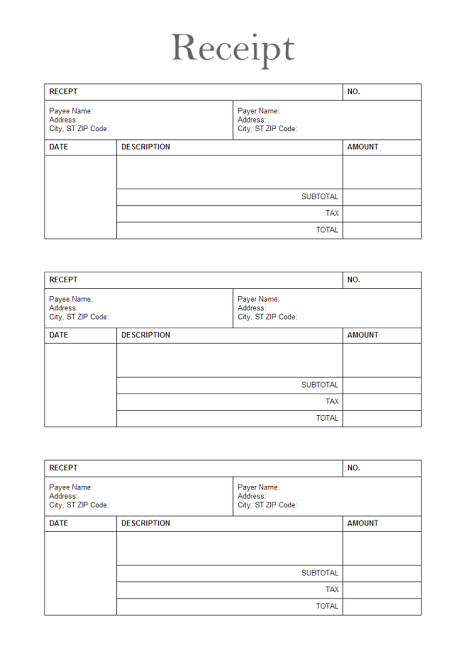 Receipt
RECEPT NO.
Payee Name: Payer Name:
Address: Address:
City, ST ZIP Code: City, ST ZIP Code:
DATE DESCRIPTION AMOUNT
SUBTOTAL
TAX
TOTAL
RECEPT NO.
Payee Name: Payer Name:
Address: Address:
City, ST ZIP Code: City, ST ZIP Code:
DATE DESCRIPTION AMOUNT
SUBTOTAL
TAX
TOTAL
RECEPT NO.
Payee Name: Payer Name:
Address: Address:
City, ST ZIP Code: City, ST ZIP Code:
DATE DESCRIPTION AMOUNT
SUBTOTAL
TAX
TOTAL